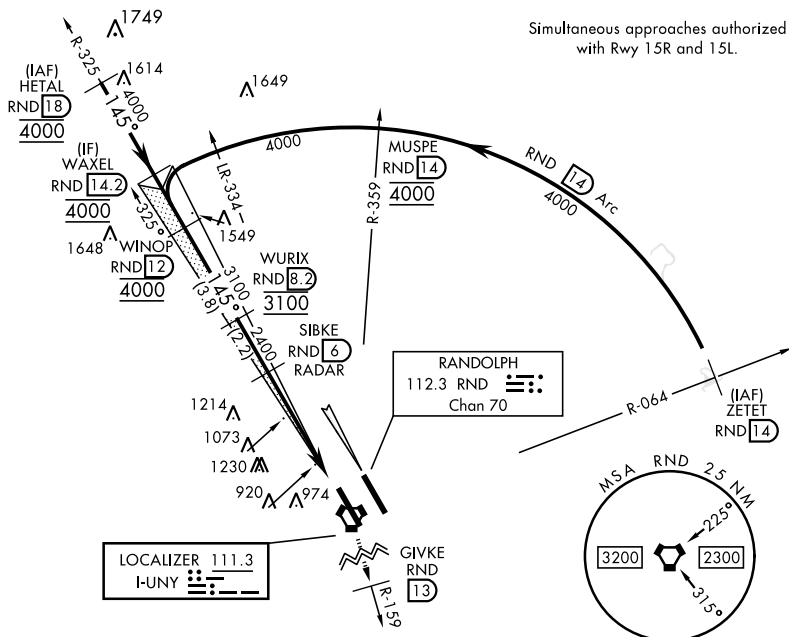 Simultaneous approaches authorized
with Rwy 15R and 15L.
1749
R-325
(IAF)
HETAL
RND 18
4000
1614
4000
145°
1649
(IF)
WAXEL
RND 14.2
4000
325°
LR-334
4000
MUSPE
RND 14
4000
R-359
RND 14 Arc
4000
1648
1549
WINOP
RND 12
4000
WURIX
RND 8.2
3100
3100
145°
(3.8)
2400
(2.2)
SIBKE
RND 6
RADAR
RANDOLPH
112.3 RND
Chan 70
R-064
(IAF)
ZETET
RND 14
1214
1073
1230
920
974
LOCALIZER 111.3
I-UNY
GIVKE
RND
13
R-159
MSA RND 25 NM
225°
3200
2300
315°